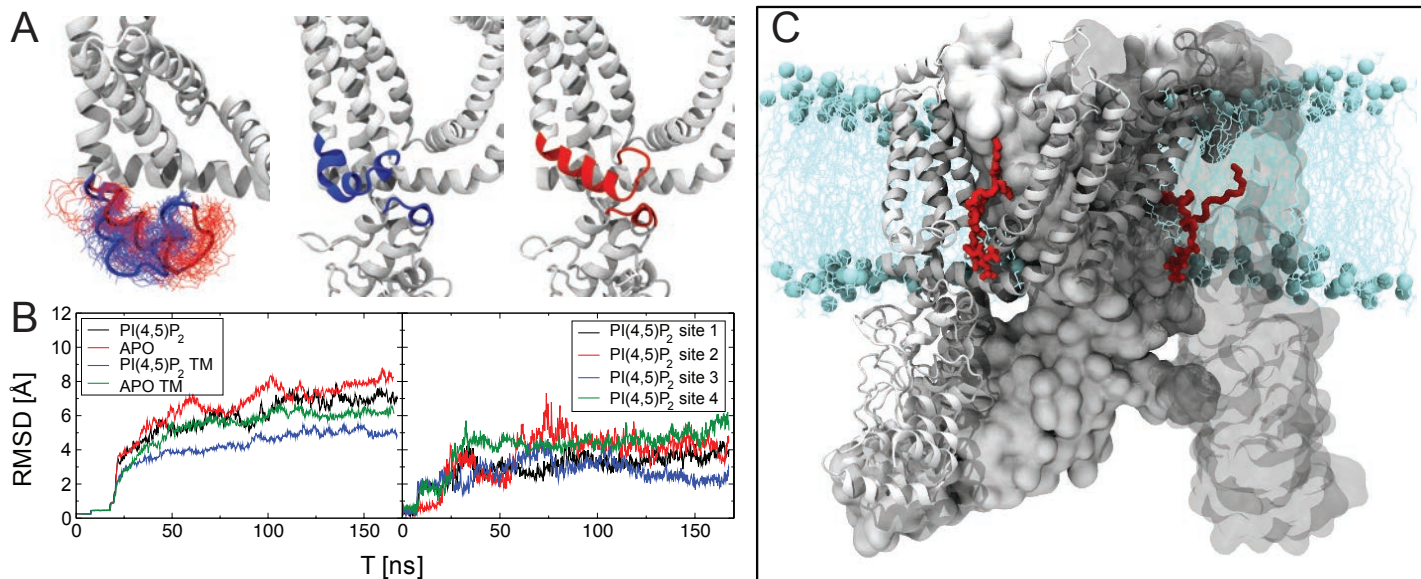 A
C
B
RMSD [Å]
12
10
8
6
4
2
0
PI(4,5)P₂
APO
PI(4,5)P₂ TM
APO TM
PI(4,5)P₂ site 1
PI(4,5)P₂ site 2
PI(4,5)P₂ site 3
PI(4,5)P₂ site 4
0 50 100 150 0 50 100 150
T [ns]